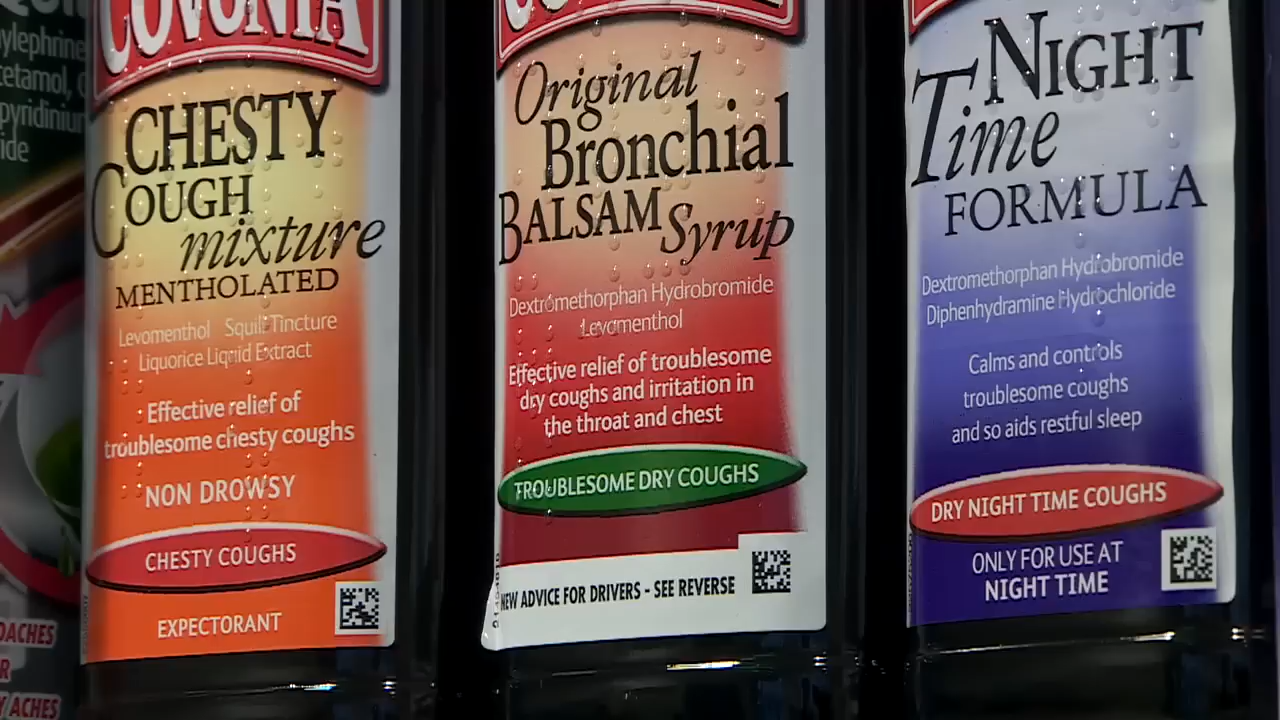 COVONIA
CHESTY
COUGH
mixture
MENTHOLATED
Levomenthol Squill Tincture
Liquorice Liquid Extract
Effective relief of
troublesome chesty coughs
NON DROWSY
CHESTY COUGHS
EXPECTORANT
Original
Bronchial
BALSAM Syrup
Dextromethorphan Hydrobromide
Levomenthol
Effective relief of troublesome
dry coughs and irritation in
the throat and chest
TROUBLESOME DRY COUGHS
NEW ADVICE FOR DRIVERS - SEE REVERSE
NIGHT
Time
FORMULA
Dextromethorphan Hydrobromide
Diphenhydramine Hydrochloride
Calms and controls
troublesome coughs
and so aids restful sleep
DRY NIGHT TIME COUGHS
ONLY FOR USE AT
NIGHT TIME
ACHES